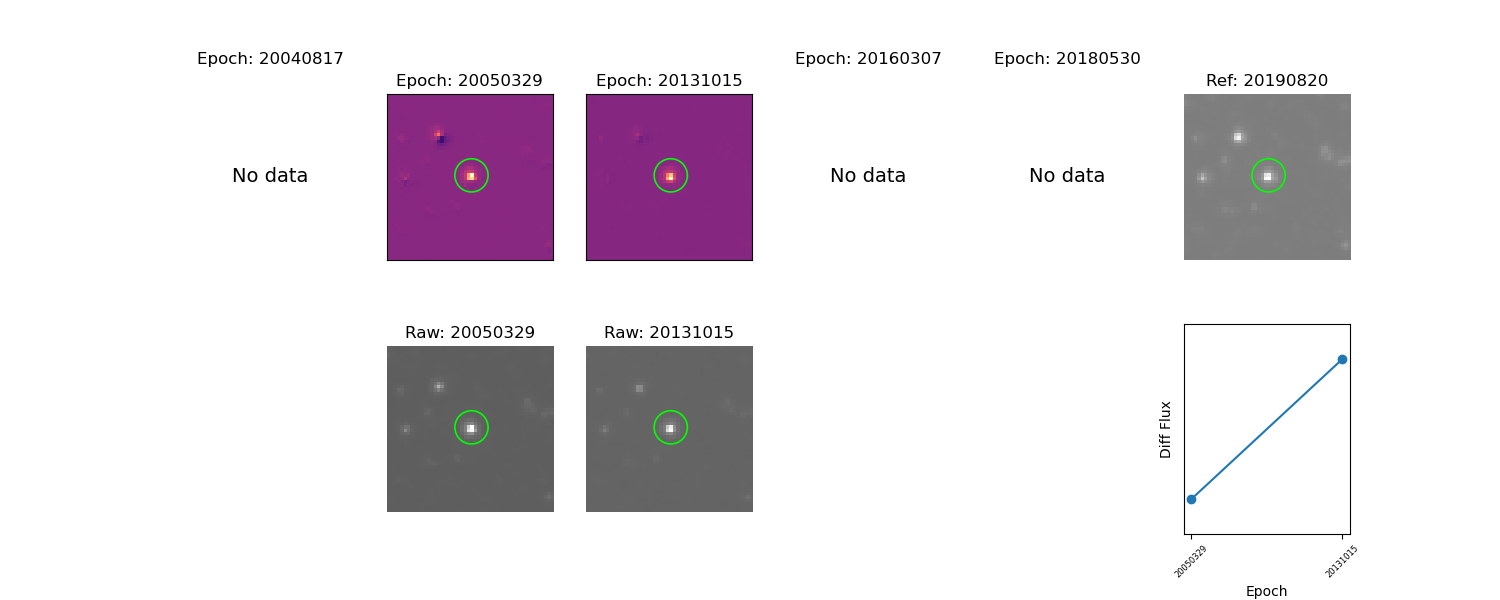 Epoch: 20040817
Epoch: 20050329
Epoch: 20131015
Epoch: 20160307
Epoch: 20180530
Ref: 20190820
No data
No data
No data
Raw: 20050329
Raw: 20131015
Diff Flux
20050329
20131015
Epoch